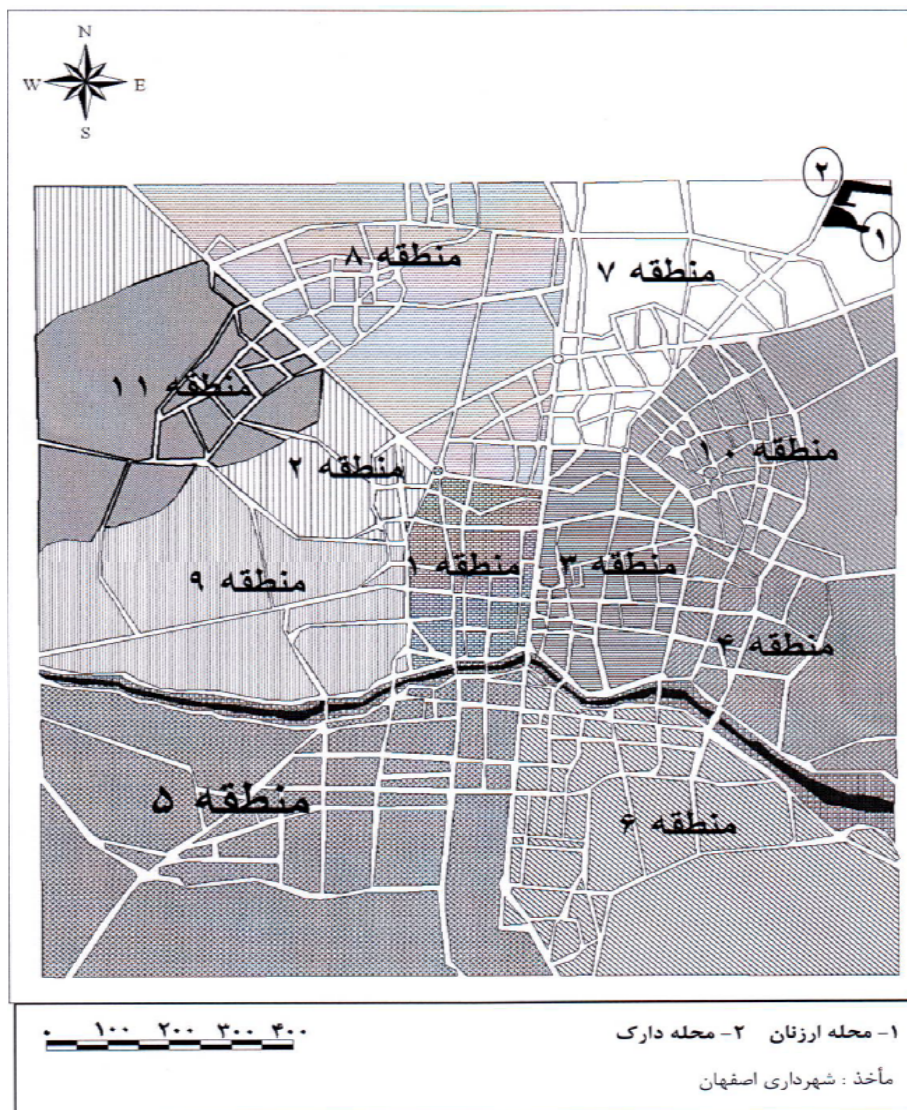 N
W E
S
۲
۱
منطقه ۸
منطقه ۷
منطقه ۱۱
منطقه ۱۰
منطقه ۲
منطقه ۱
منطقه ۳
منطقه ۹
منطقه ۴
منطقه ۵
منطقه ۶
۰ ۱۰۰ ۲۰۰ ۳۰۰ ۴۰۰
۱- محله ارزنان ۲- محله دارک
مأخذ : شهرداری اصفهان